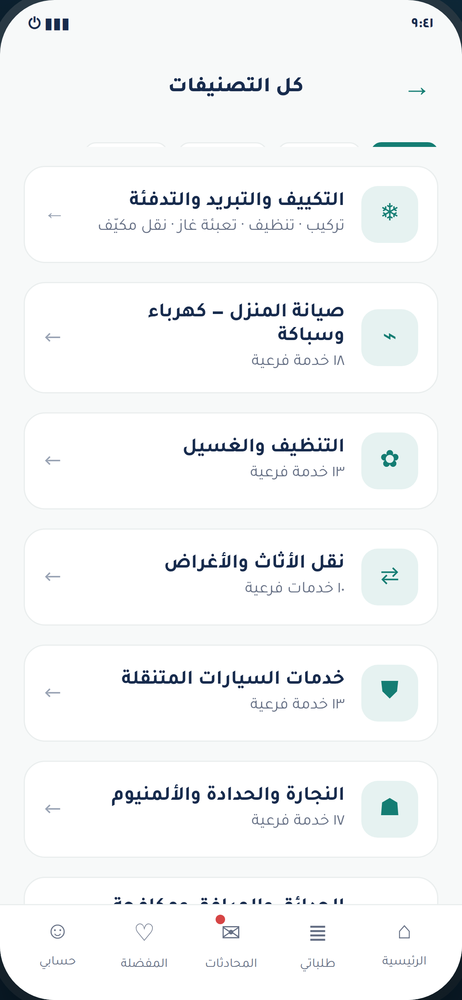 ٩:٤١
كل التصنيفات
التكييف والتبريد والتدفئة
تركيب · تنظيف · تعبئة غاز · نقل مكيّف
صيانة المنزل – كهرباء
وسباكة
١٨ خدمة فرعية
التنظيف والغسيل
١٣ خدمة فرعية
نقل الأثاث والأغراض
١٠ خدمات فرعية
خدمات السيارات المتنقلة
١٣ خدمة فرعية
النجارة والحدادة والألمنيوم
١٧ خدمة فرعية
الرئيسية
طلباتي
المحادثات
المفضلة
حسابي